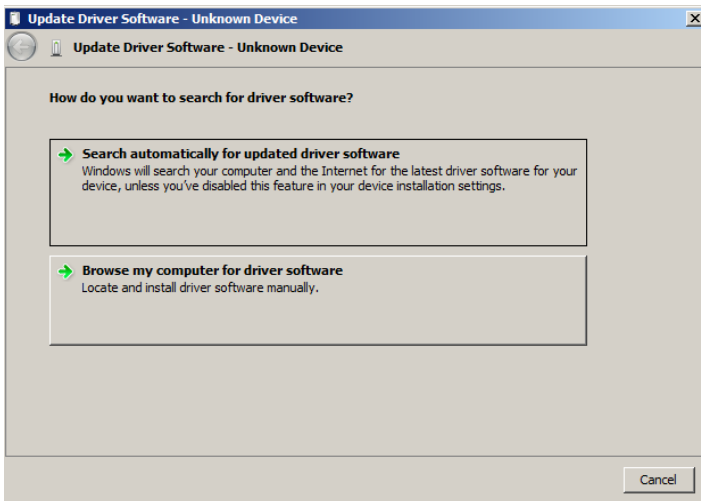 Update Driver Software - Unknown Device
Update Driver Software - Unknown Device
How do you want to search for driver software?
Search automatically for updated driver software
Windows will search your computer and the Internet for the latest driver software for your
device, unless you've disabled this feature in your device installation settings.
Browse my computer for driver software
Locate and install driver software manually.
Cancel